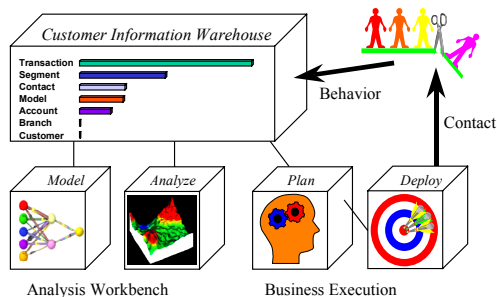 Customer Information Warehouse
Transaction
Segment
Contact
Model
Account
Branch
Customer
Behavior
Contact
Model
Analyze
Plan
Deploy
Analysis Workbench
Business Execution